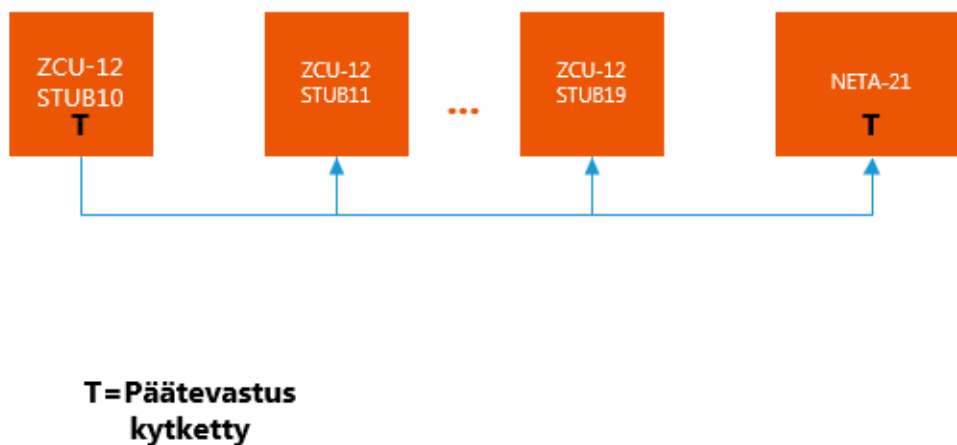 ZCU-12
STUB10
T
ZCU-12
STUB11
...
ZCU-12
STUB19
NETA-21
T
T=Päätevastus
kytketty